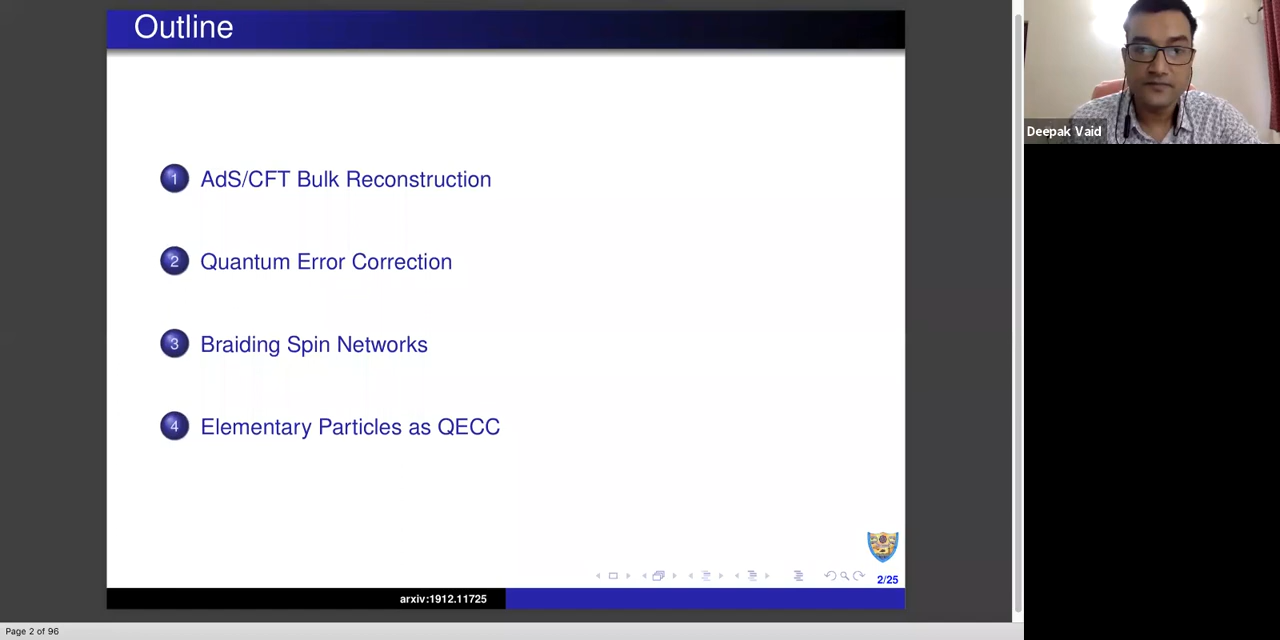 Outline
1 AdS/CFT Bulk Reconstruction
2 Quantum Error Correction
3 Braiding Spin Networks
4 Elementary Particles as QECC
2/25
arxiv:1912.11725
Page 2 of 96
Deepak Vaid